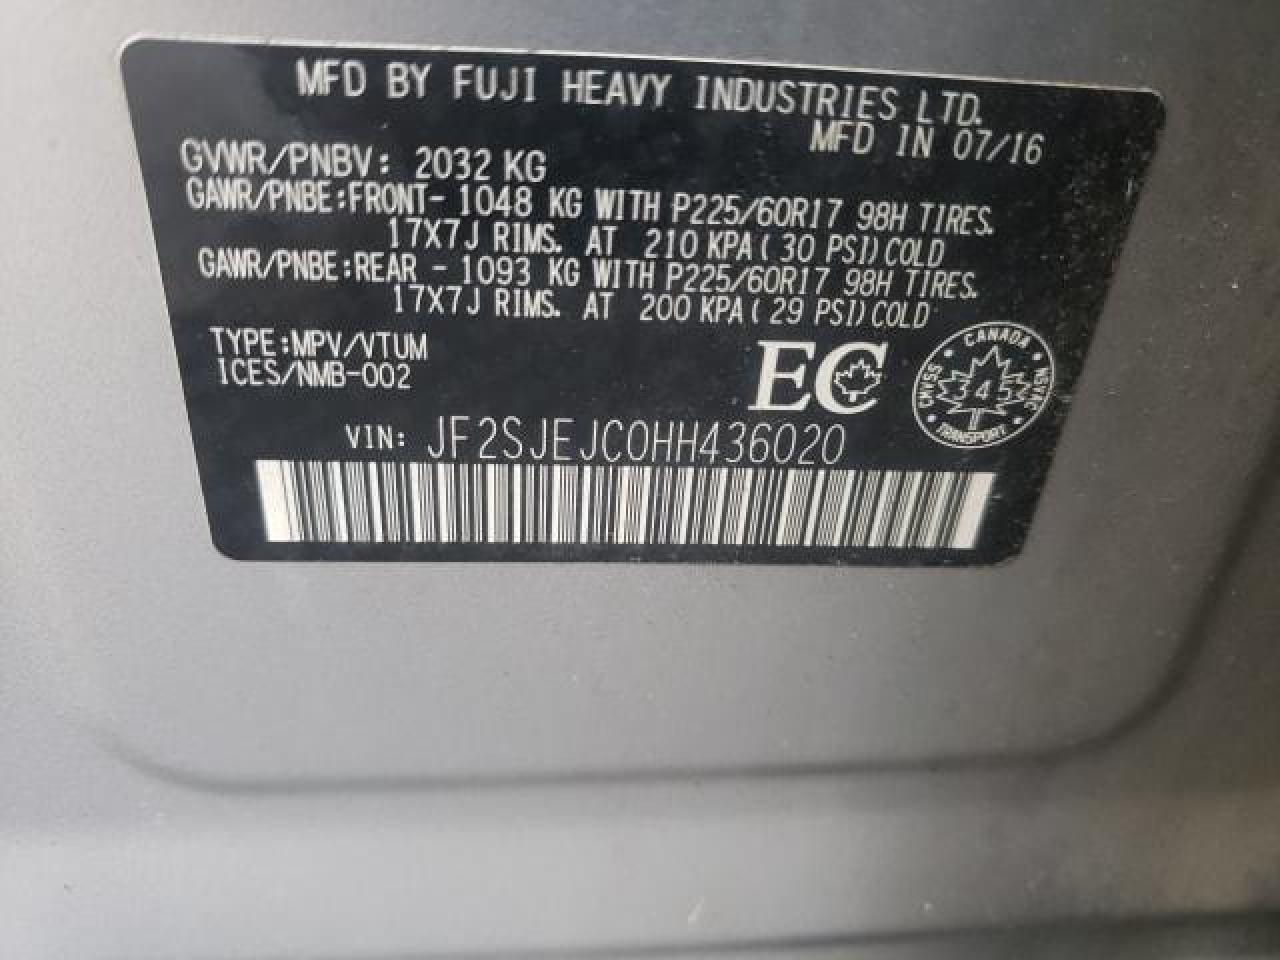 MFD BY FUJI HEAVY INDUSTRIES LTD.
MFD IN 07/16
GVWR/PNBV: 2032 KG
GAWR/PNBE:FRONT- 1048 KG WITH P225/60R17 98H TIRES.
17X7J RIMS. AT 210 KPA( 30 PSI)COLD
GAWR/PNBE:REAR - 1093 KG WITH P225/60R17 98H TIRES.
17X7J RIMS. AT 200 KPA( 29 PSI)COLD
TYPE:MPV/VTUM
ICES/NMB-002
EC
CANADA
CMVSS
345
NSVAC
TRANSPORT
VIN: JF2SJEJC0HH436020